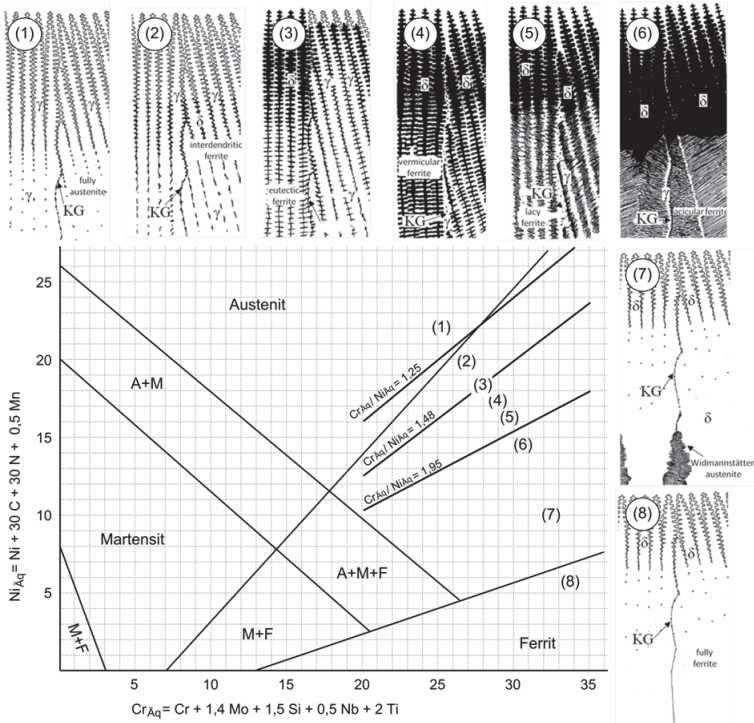 (1)
(2)
(3)
(4)
(5)
(6)
γ
γ
γ
fully
austenite
KG
γ
γ
δ
interdendritic
ferrite
KG
γ
δ
γ
γ
eutectic
ferrite
γ
δ
δ
vermicular
ferrite
KG
δ
δ
KG
γ
lacy
ferrite
δ
δ
γ
KG
acicular ferrite
(7)
δ
δ
KG
δ
Widmannstätter
austenite
(8)
δ
δ
KG
fully
ferrite
NiÄq= Ni + 30 C + 30 N + 0,5 Mn
25
20
15
10
5
Austenit
A+M
Martensit
M+F
A+M+F
M+F
Ferrit
CrÄq/ NiÄq= 1,25
CrÄq/ NiÄq= 1,48
CrÄq/ NiÄq= 1,95
(1)
(2)
(3)
(4)
(5)
(6)
(7)
(8)
5
10
15
20
25
30
35
CrÄq= Cr + 1,4 Mo + 1,5 Si + 0,5 Nb + 2 Ti